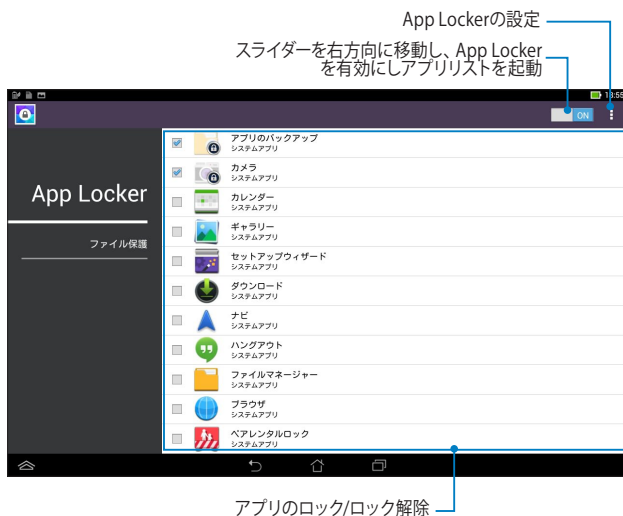 App Lockerの設定
スライダーを右方向に移動し、App Locker
を有効にしアプリリストを起動
18:55
ON
App Locker
ファイル保護
アプリのバックアップ
システムアプリ
カメラ
システムアプリ
カレンダー
システムアプリ
ギャラリー
システムアプリ
セットアップウィザード
システムアプリ
ダウンロード
システムアプリ
ナビ
システムアプリ
ハングアウト
システムアプリ
ファイルマネージャー
システムアプリ
ブラウザ
システムアプリ
ペアレンタルロック
システムアプリ
アプリのロック/ロック解除